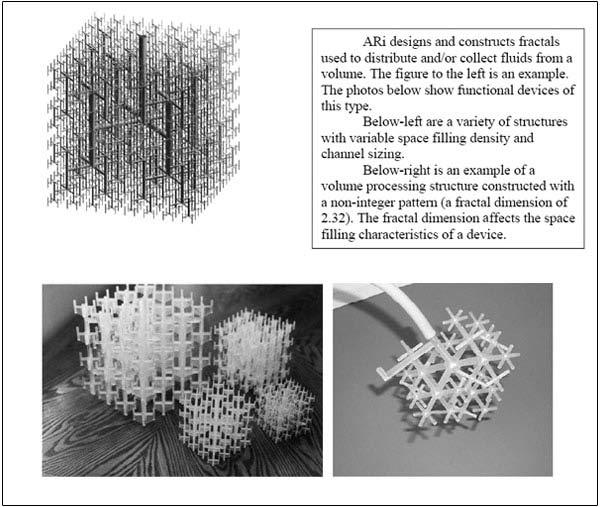 ARi designs and constructs fractals
used to distribute and/or collect fluids from a
volume. The figure to the left is an example.
The photos below show functional devices of
this type.
Below-left are a variety of structures
with variable space filling density and
channel sizing.
Below-right is an example of a
volume processing structure constructed with
a non-integer pattern (a fractal dimension of
2.32). The fractal dimension affects the space
filling characteristics of a device.